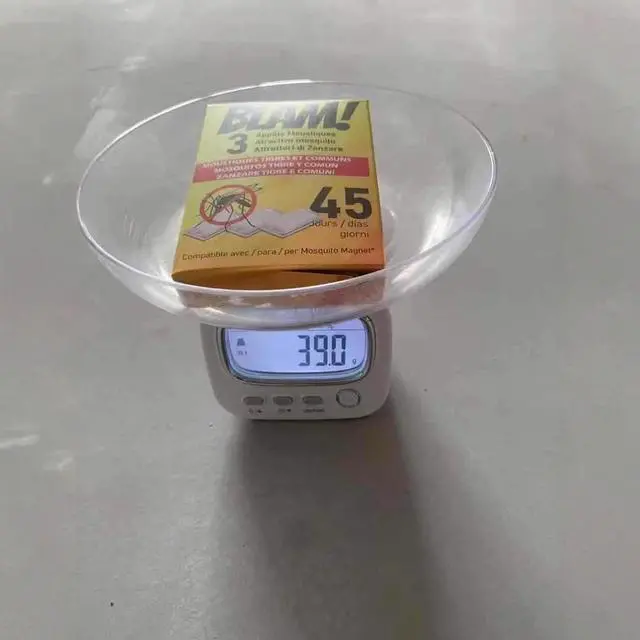 BLAM!
3 Appâts Moustiques
Atractivo mosquito
Attrattori di Zanzare
MOUSTIQUES TIGRES ET COMMUNS
MOSQUITOS TIGRE Y COMUN
ZANZARE TIGRE E COMUNI
45
Jours / días
giorni
Compatible avec / para / per Mosquito Magnet*
39.0
g